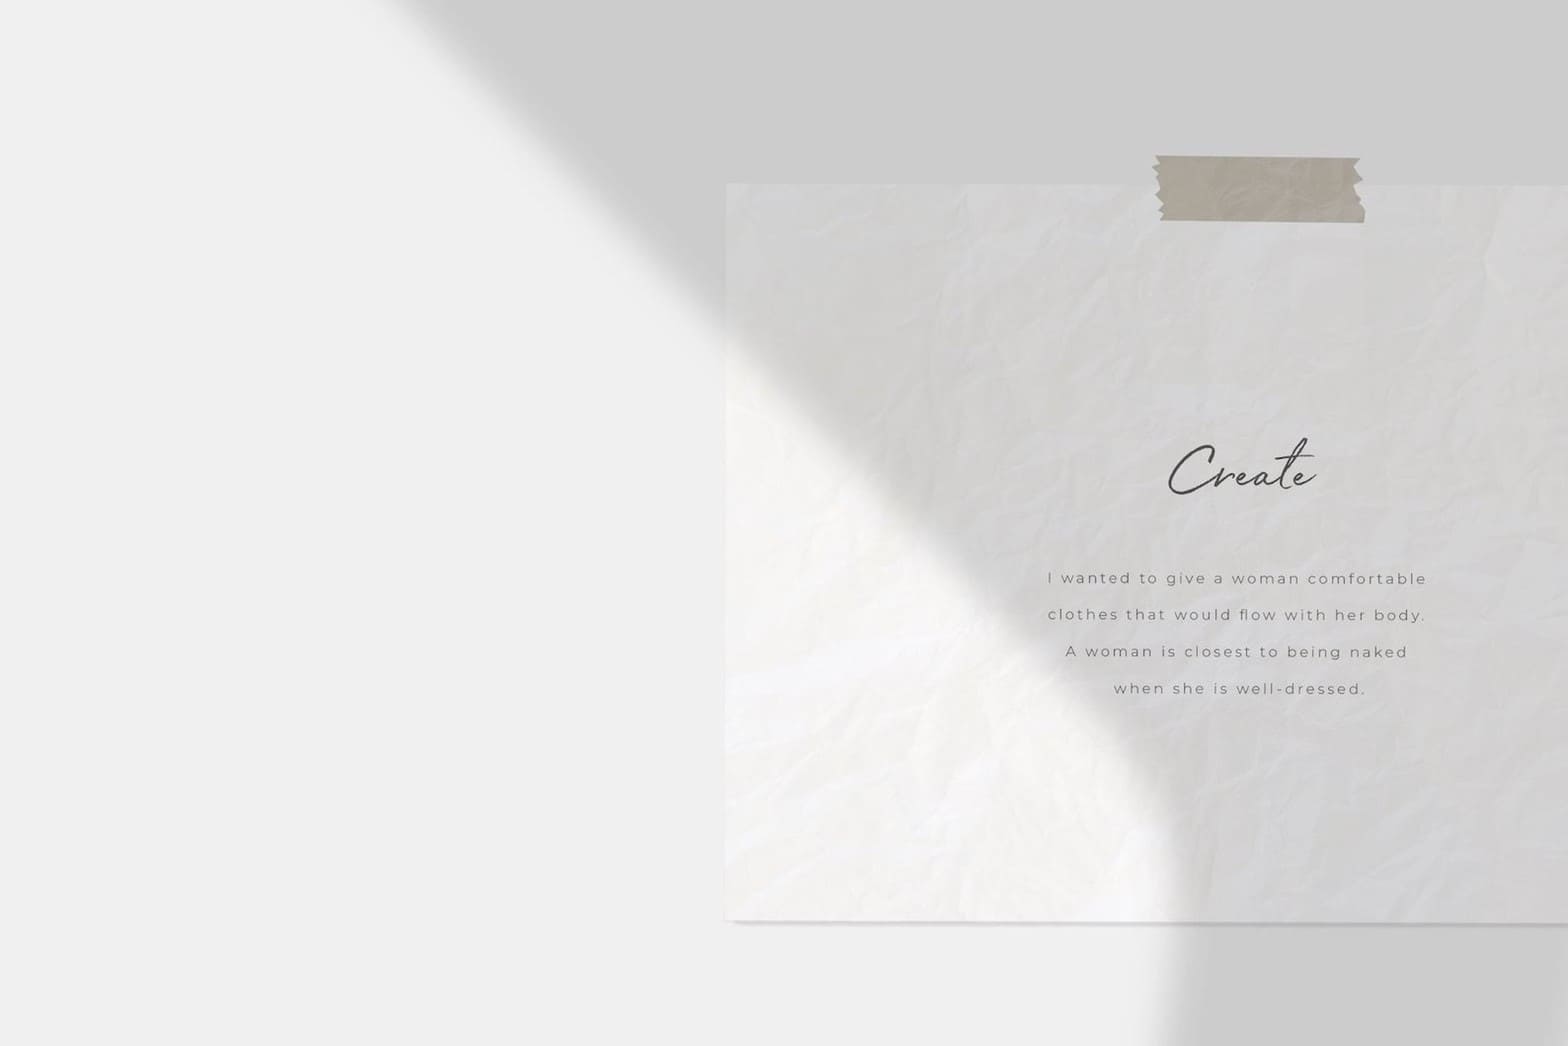 Create
I wanted to give a woman comfortable
clothes that would flow with her body.
A woman is closest to being naked
when she is well-dressed.